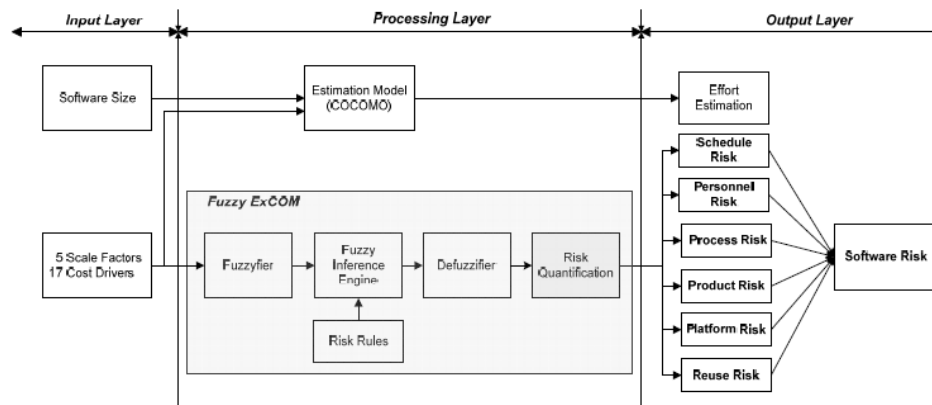 Input Layer
Processing Layer
Output Layer
Software Size
Estimation Model
(COCOMO)
Effort
Estimation
Schedule
Risk
Personnel
Risk
Process Risk
Product Risk
Platform Risk
Reuse Risk
Software Risk
Fuzzy ExCOM
5 Scale Factors
17 Cost Drivers
Fuzzyfier
Fuzzy
Inference
Engine
Defuzzifier
Risk
Quantification
Risk Rules